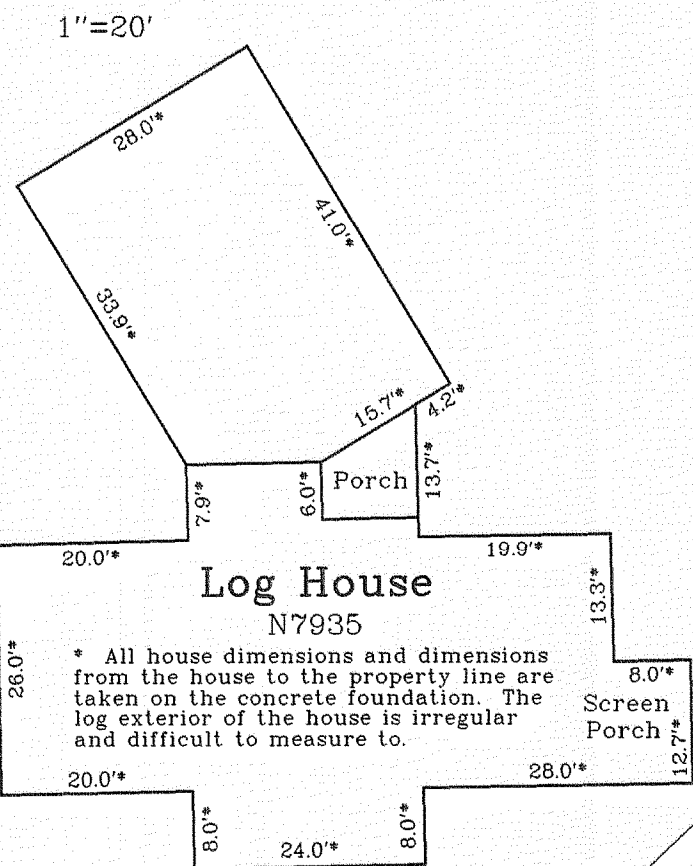 1"=20'
28.0'*
41.0'*
33.9'*
15.7'*
4.2'*
7.9'*
6.0'*
Porch
13.7'*
20.0'*
19.9'*
Log House
N7935
13.3'*
26.0'*
* All house dimensions and dimensions
from the house to the property line are
taken on the concrete foundation. The
log exterior of the house is irregular
and difficult to measure to.
8.0'*
Screen
Porch
12.7'*
20.0'*
28.0'*
8.0'*
24.0'*
8.0'*